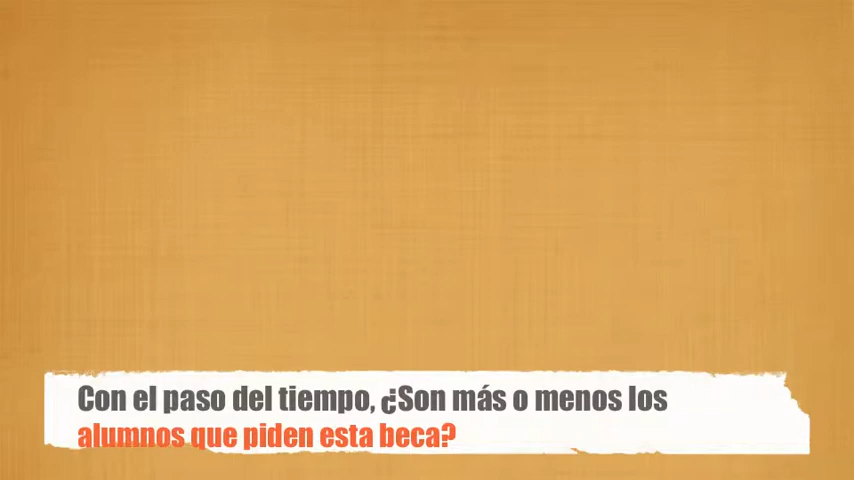 Con el paso del tiempo, ¿Son más o menos los
alumnos que piden esta beca?